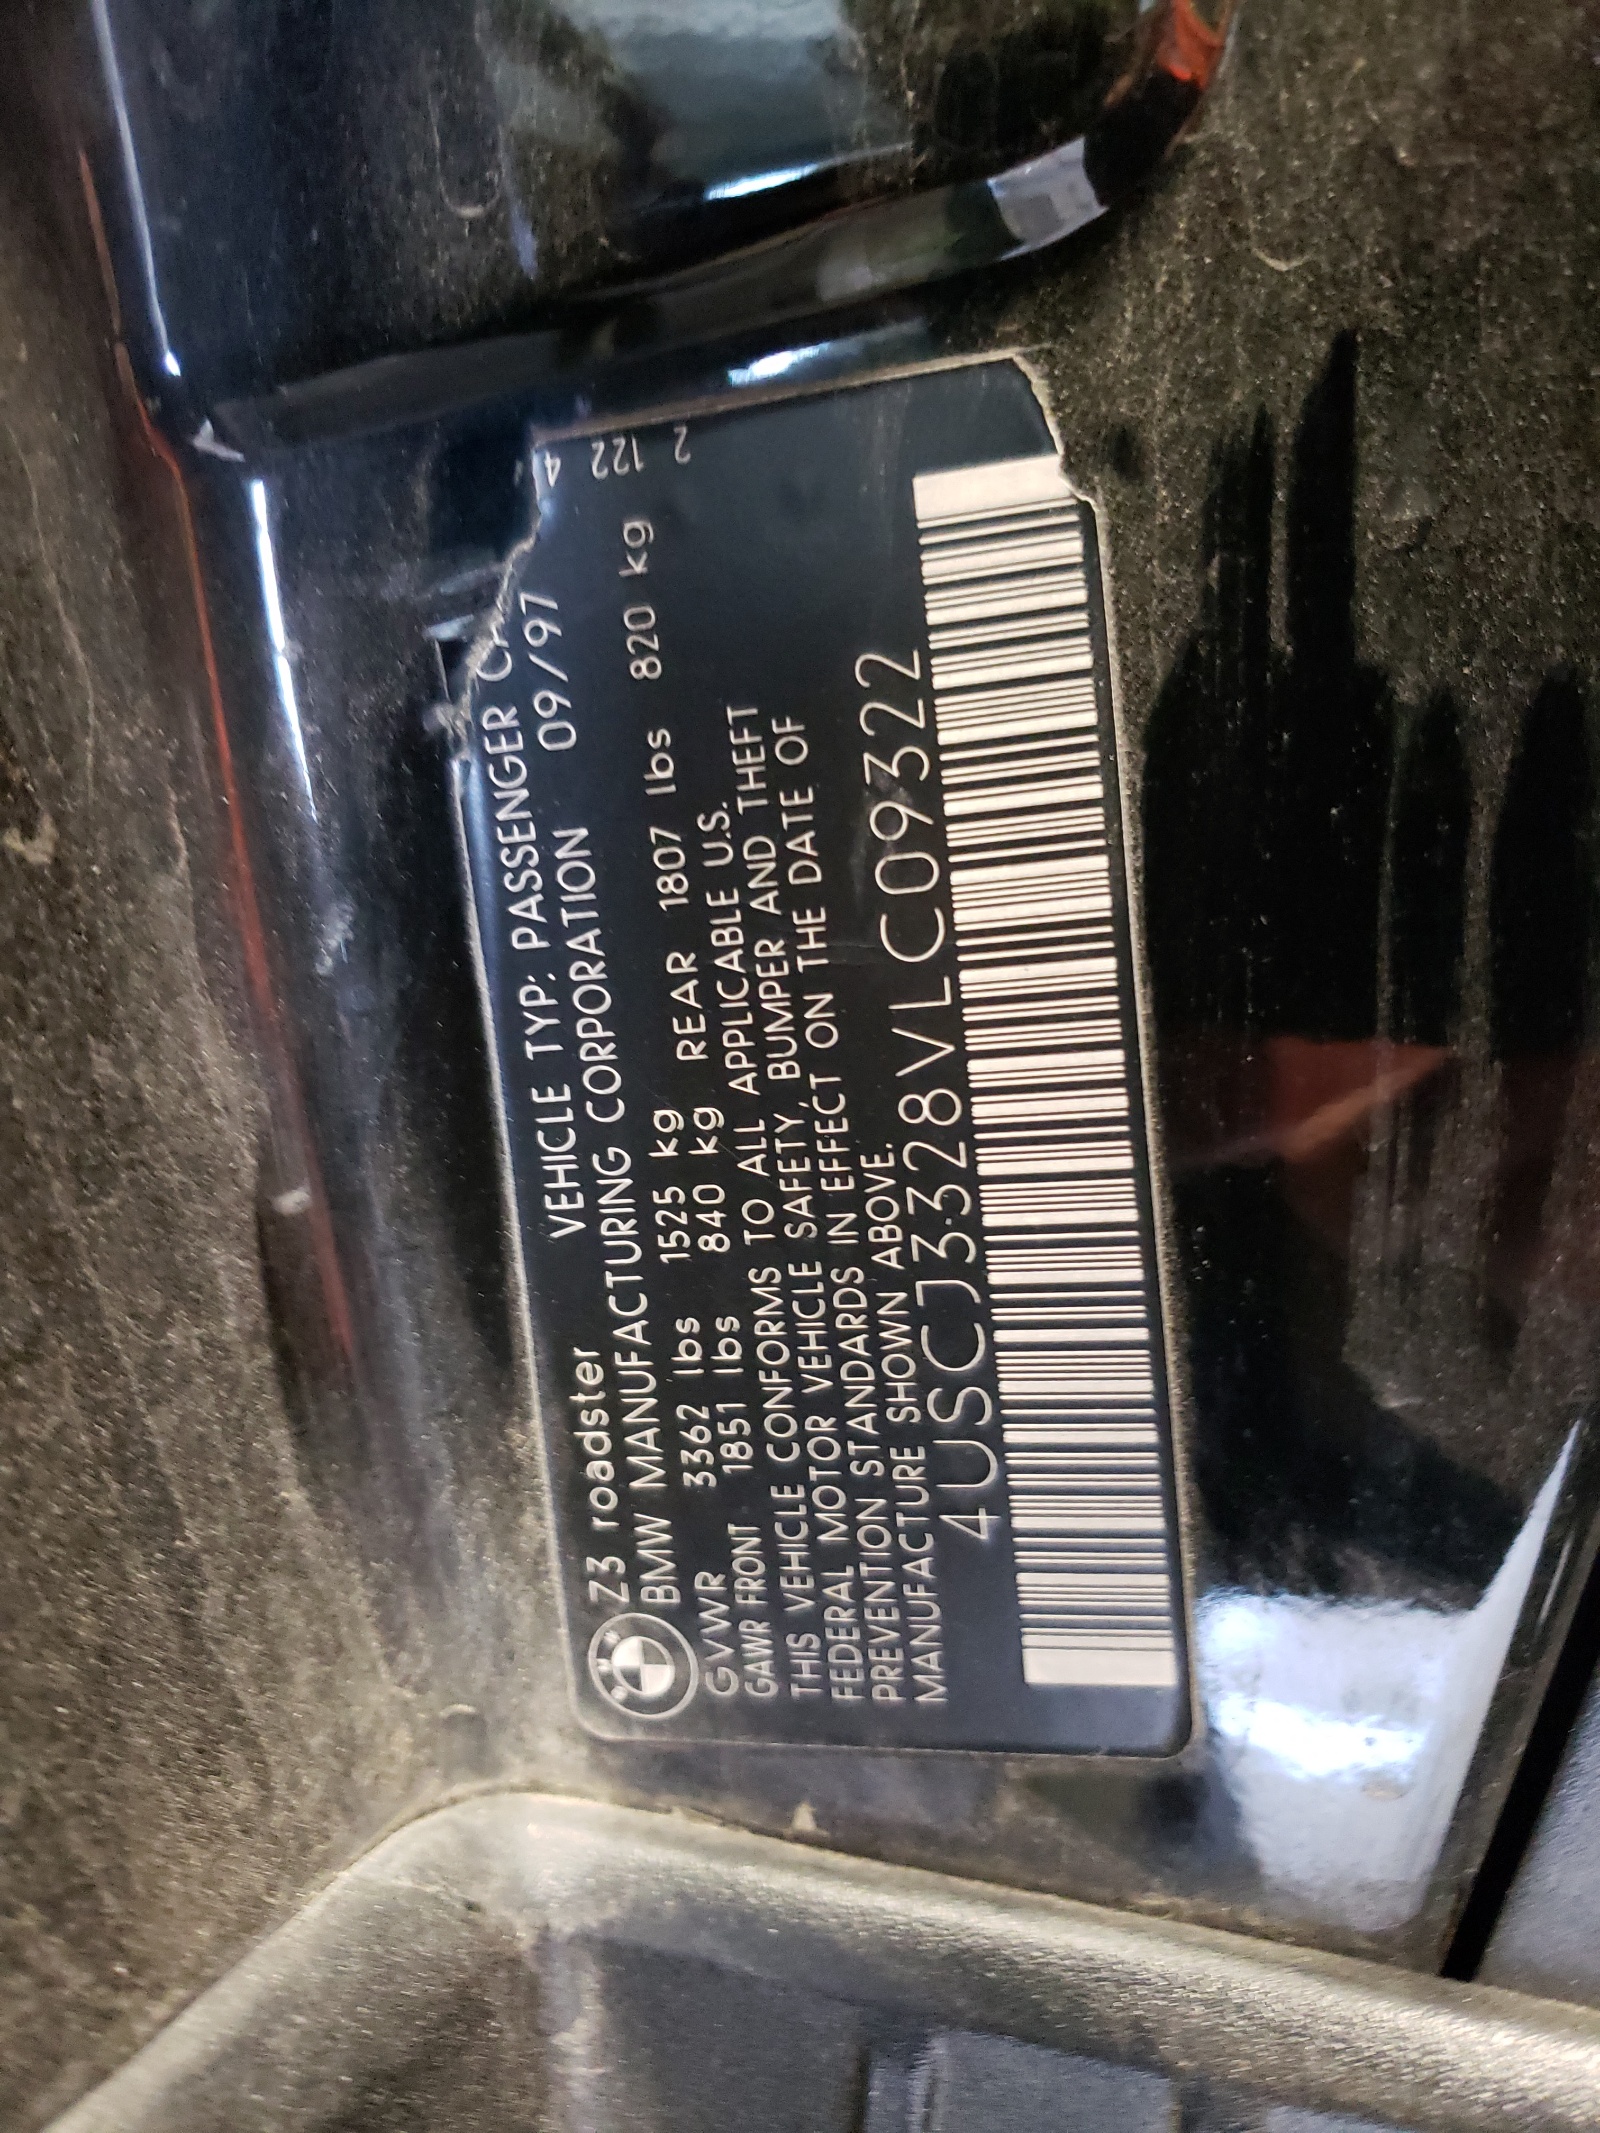 Z3 roadster VEHICLE TYP: PASSENGER
BMW MANUFACTURING CORPORATION 09/97
GVWR 3362 lbs 1525 kg
GAWR FRONT 1851 lbs 840 kg REAR 1807 lbs 820 kg
THIS VEHICLE CONFORMS TO ALL APPLICABLE U.S.
FEDERAL MOTOR VEHICLE SAFETY, BUMPER AND THEFT
PREVENTION STANDARDS IN EFFECT ON THE DATE OF
MANUFACTURE SHOWN ABOVE.
4USCJ3328VLC09322
2 122 4